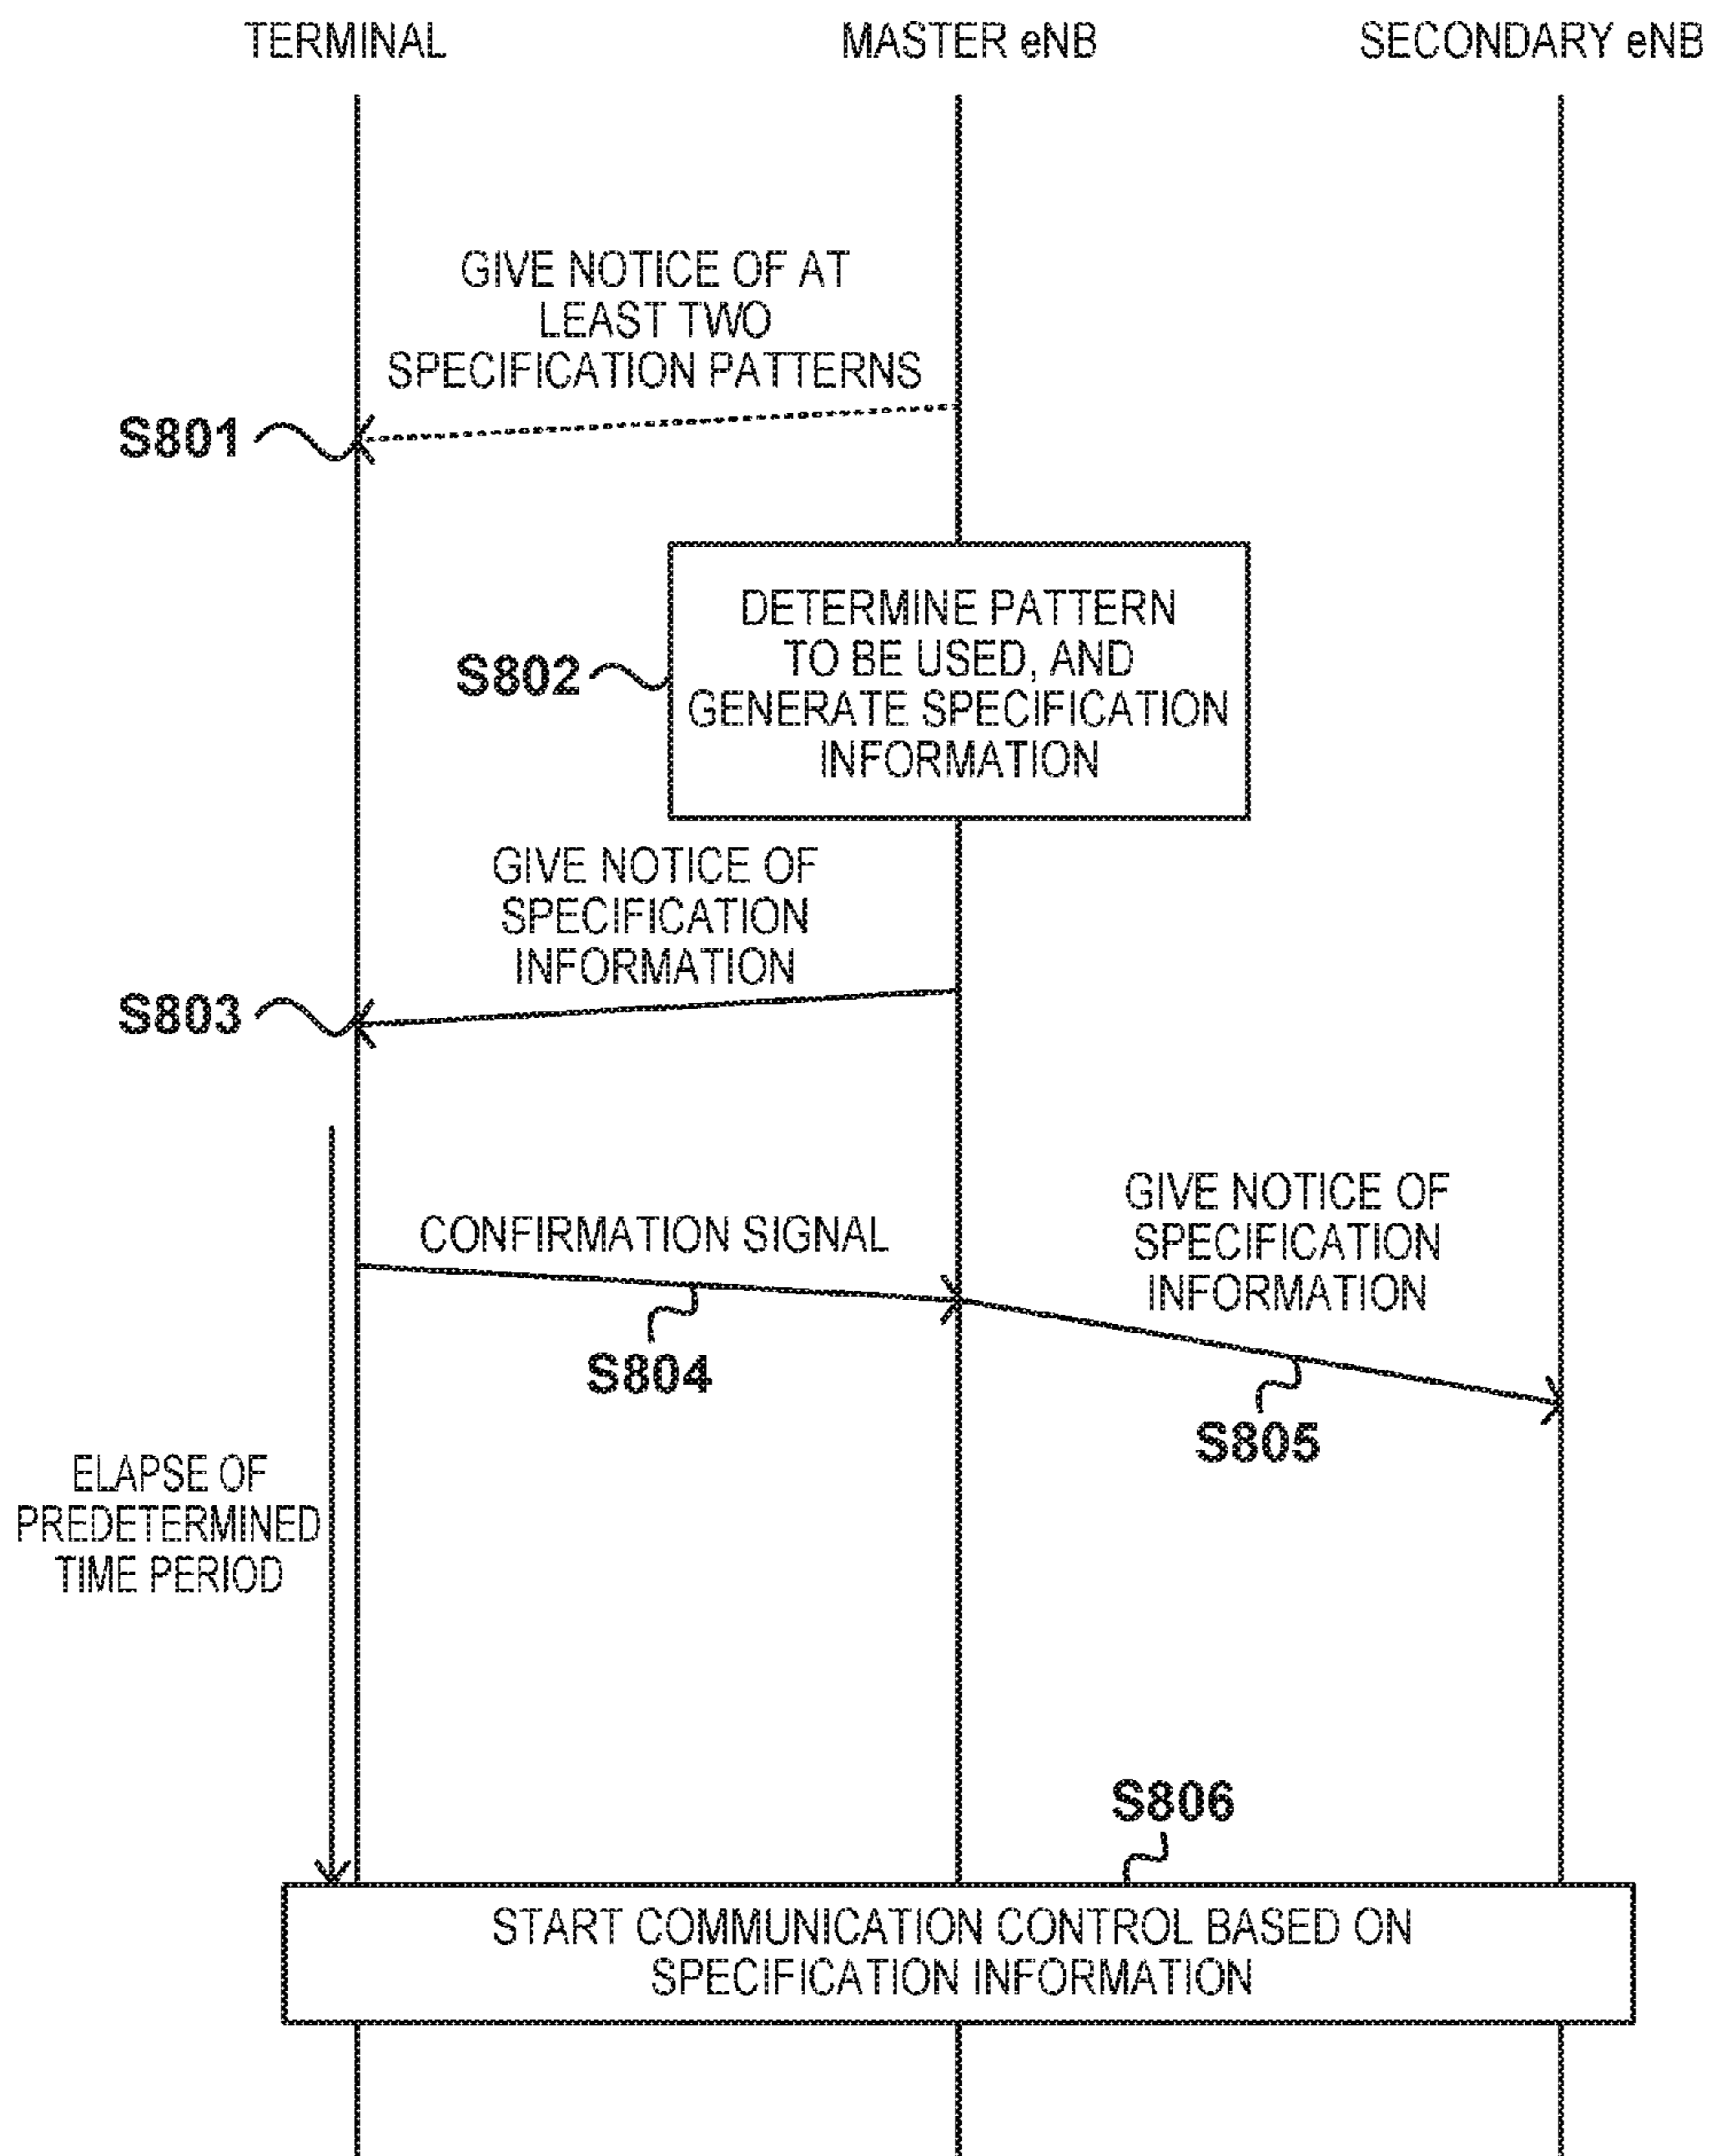 TERMINAL
MASTER eNB
SECONDARY eNB
GIVE NOTICE OF AT
LEAST TWO
SPECIFICATION PATTERNS
S801
DETERMINE PATTERN
TO BE USED, AND
GENERATE SPECIFICATION
INFORMATION
S802
GIVE NOTICE OF
SPECIFICATION
INFORMATION
S803
CONFIRMATION SIGNAL
S804
GIVE NOTICE OF
SPECIFICATION
INFORMATION
S805
ELAPSE OF
PREDETERMINED
TIME PERIOD
S806
START COMMUNICATION CONTROL BASED ON
SPECIFICATION INFORMATION